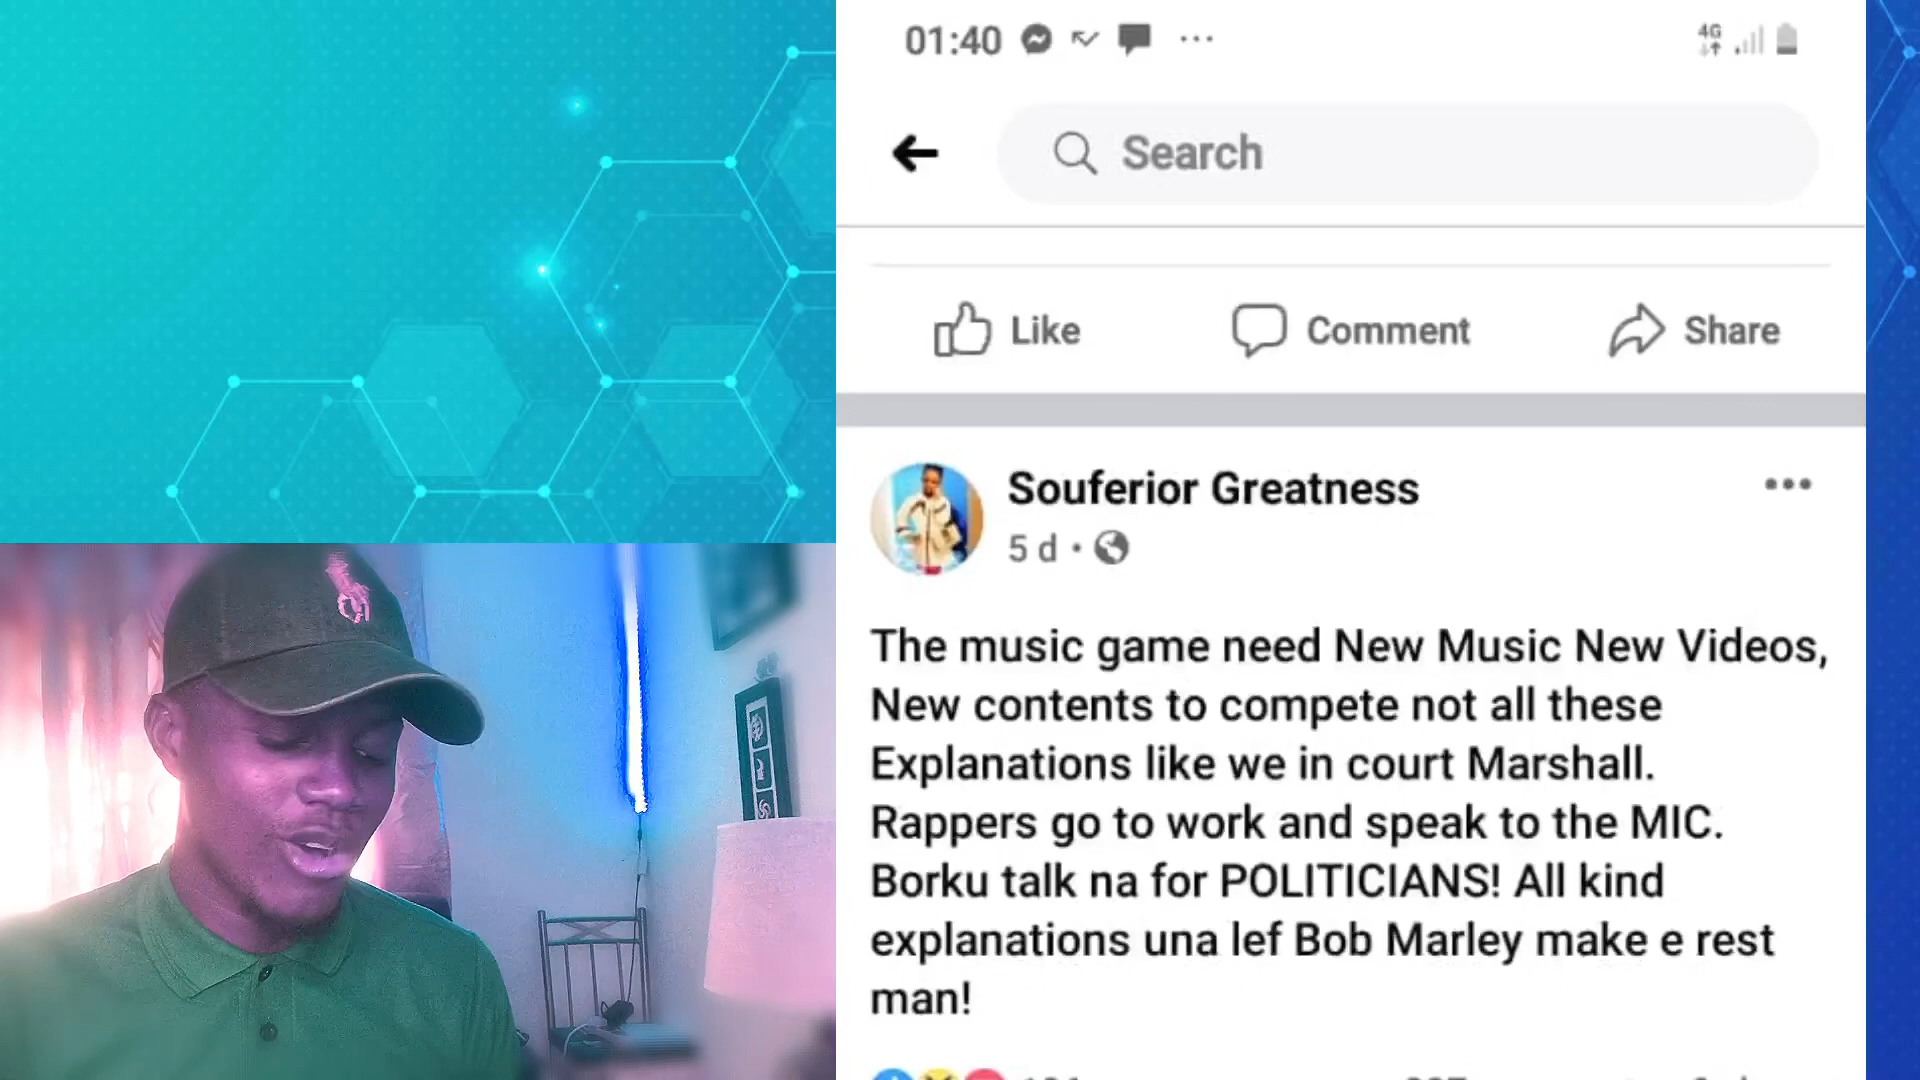 01:40
4G
Search
Like
Comment
Share
Souferior Greatness
5 d
The music game need New Music New Videos,
New contents to compete not all these
Explanations like we in court Marshall.
Rappers go to work and speak to the MIC.
Borku talk na for POLITICIANS! All kind
explanations una lef Bob Marley make e rest
man!